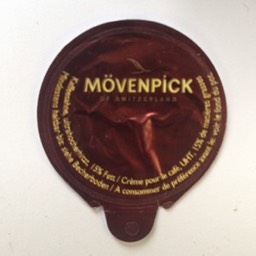 MÖVENPICK
OF SWITZERLAND
Kaffeesahne, ultrahocherhitzt, 15% Fett / Crème pour le café, UHT, 15% de matières grasses
Mindestens haltbar bis: siehe Becherboden / A consommer de préférence avant le: voir le fond du pot